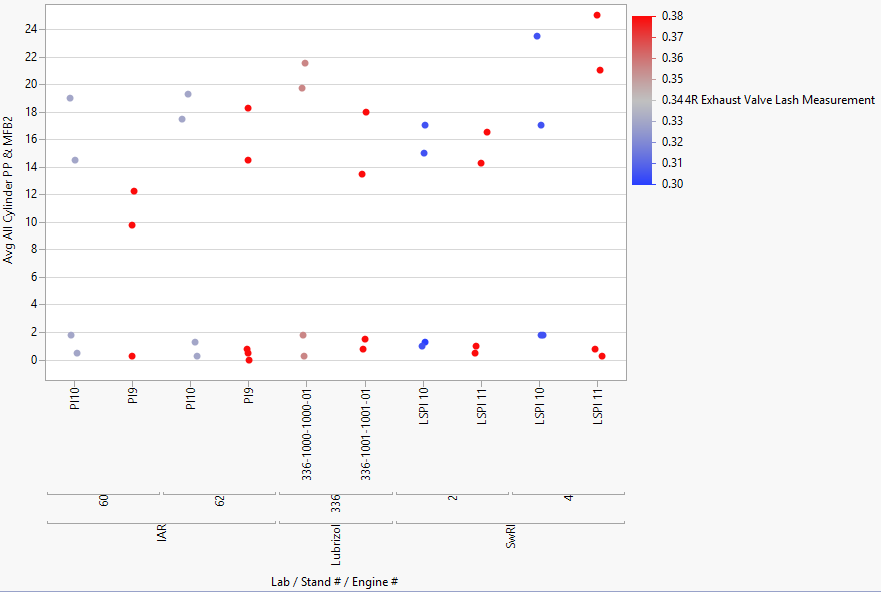 Avg All Cylinder PP & MFB2
24
22
20
18
16
14
12
10
8
6
4
2
0
0.38
0.37
0.36
0.35
0.34
0.33
0.32
0.31
0.30
4R Exhaust Valve Lash Measurement
PI10
PI9
PI10
PI9
336-1000-1000-01
336-1001-1001-01
LSPI 10
LSPI 11
LSPI 10
LSPI 11
60
62
336
2
4
IAR
Lubrizol
SwRI
Lab / Stand # / Engine #